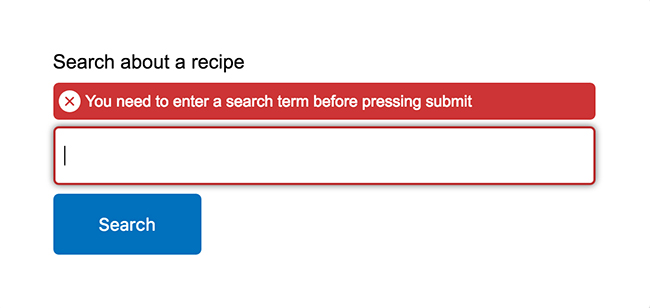 Search about a recipe
You need to enter a search term before pressing submit
Search